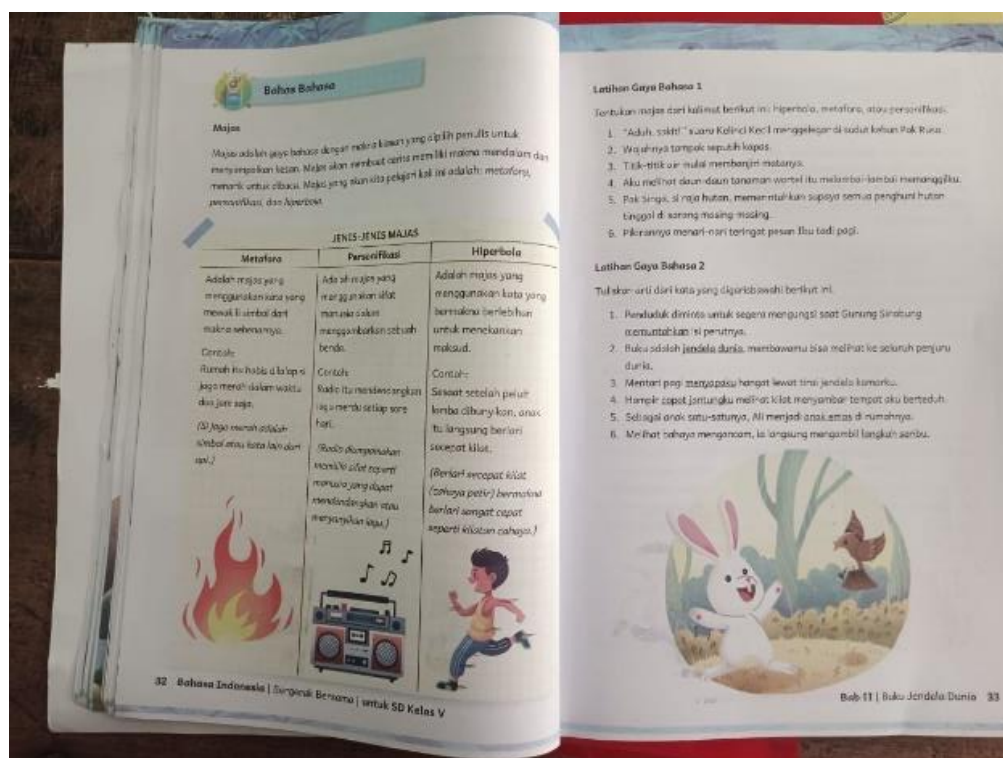 Bahas Bahasa
Majas
Majas adalah gaya bahasa dengan makna kiasan yang dipilih penulis untuk
menyampaikan kesan. Majas akan membuat cerita memiliki makna mendalam dan
menarik untuk dibaca. Majas yang akan kita pelajari kali ini adalah: metafora,
personifikasi, dan hiperbola.
JENIS-JENIS MAJAS
Metafora
Adalah majas yang
menggunakan kata yang
mewakili simbol dari
makna sebenarnya.
Contoh:
Rumah itu habis dilalap si
jago merah dalam waktu
dua jam saja.
(Si jago merah adalah
simbol atau kata lain dari
api.)
Personifikasi
Adalah majas yang
menggunakan sifat
manusia dalam
menggambarkan sebuah
benda.
Contoh:
Radio itu mendendangkan
lagu merdu setiap sore
hari.
(Radio diumpamakan
memiliki sifat seperti
manusia yang dapat
mendendangkan atau
menyanyikan lagu.)
Hiperbola
Adalah majas yang
menggunakan kata yang
bermakna berlebihan
untuk menekankan
maksud.
Contoh:
Sesaat setelah peluit
lomba dibunyikan, anak
itu langsung berlari
secepat kilat.
(Berlari secepat kilat
(cahaya petir) bermakna
berlari sangat cepat
seperti kilatan cahaya.)
32 Bahasa Indonesia | Bergerak Bersama | untuk SD Kelas V
Latihan Gaya Bahasa 1
Tentukan majas dari kalimat berikut ini: hiperbola, metafora, atau personifikasi.
1. "Aduh, sakit!" suara Kelinci Kecil menggelegar di sudut kebun Pak Rusa.
2. Wajahnya tampak seputih kapas.
3. Titik-titik air mulai membanjiri matanya.
4. Aku melihat daun-daun tanaman wortel itu melambai-lambai memanggilku.
5. Pak Singa, si raja hutan, memerintahkan supaya semua penghuni hutan
tinggal di sarang masing-masing.
6. Pikirannya menari-nari teringat pesan Ibu tadi pagi.
Latihan Gaya Bahasa 2
Tuliskan arti dari kata yang digarisbawahi berikut ini.
1. Penduduk diminta untuk segera mengungsi saat Gunung Sinabung
memuntahkan isi perutnya.
2. Buku adalah jendela dunia, membawamu bisa melihat ke seluruh penjuru
dunia.
3. Mentari pagi menyapaku hangat lewat tirai jendela kamarku.
4. Hampir copot jantungku melihat kilat menyambar tempat aku berteduh.
5. Sebagai anak satu-satunya, Ali menjadi anak emas di rumahnya.
6. Melihat bahaya mengancam, ia langsung mengambil langkah seribu.
Bab II | Buku Jendela Dunia 33